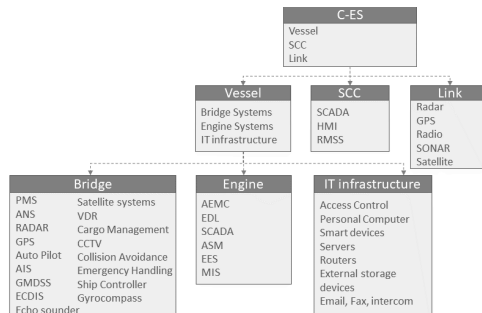 C-ES
Vessel
SCC
Link
Vessel
Bridge Systems
Engine Systems
IT infrastructure
SCC
SCADA
HMI
RMSS
Link
Radar
GPS
Radio
SONAR
Satellite
Bridge
PMS
ANS
RADAR
GPS
Auto Pilot
AIS
GMDSS
ECDIS
Echo sounder
Satellite systems
VDR
Cargo Management
CCTV
Collision Avoidance
Emergency Handling
Ship Controller
Gyrocompass
Engine
AEMC
EDL
SCADA
ASM
EES
MIS
IT infrastructure
Access Control
Personal Computer
Smart devices
Servers
Routers
External storage
devices
Email, Fax, intercom